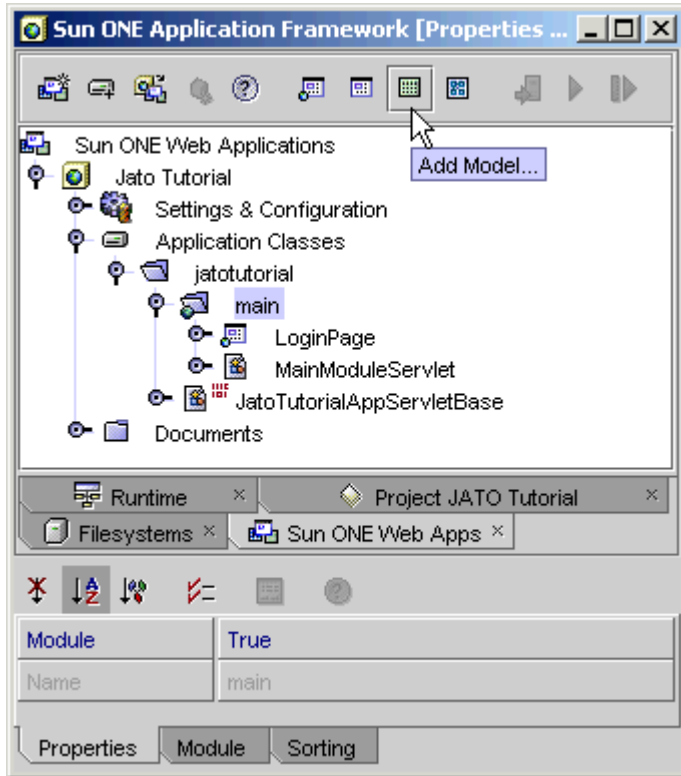 Sun ONE Application Framework [Properties ...
Sun ONE Web Applications
Add Model...
Jato Tutorial
Settings & Configuration
Application Classes
jatotutorial
main
LoginPage
MainModuleServlet
JatoTutorialAppServletBase
Documents
Runtime × Project JATO Tutorial ×
Filesystems × Sun ONE Web Apps ×
Module True
Name main
Properties Module Sorting